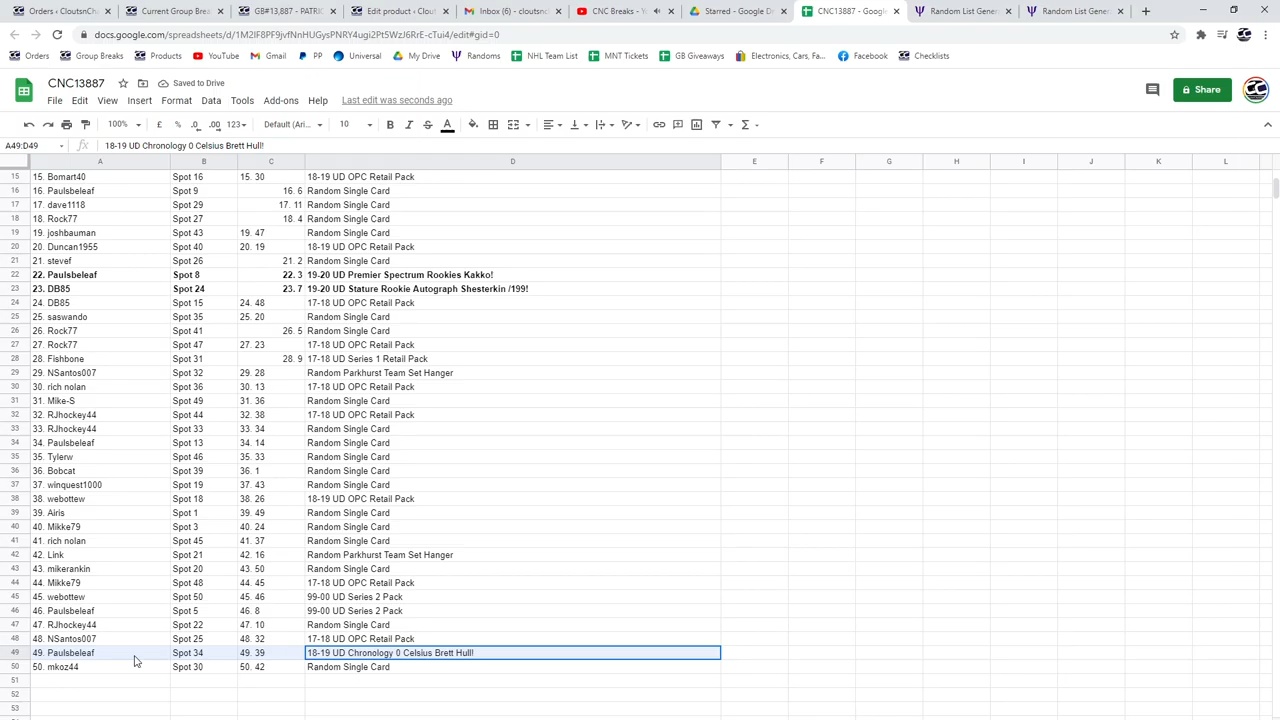 Orders ‹ CloutsnCh
Current Group Breal
GB#13,887 - PATRIC
Edit product ‹ Clout
Inbox (6) - cloutsno
CNC Breaks - Y
Starred - Google D
CNC13887 - Google
Random List Gener
Random List Gener
docs.google.com/spreadsheets/d/1M2IF8PF9jvfNnHUGysPNRY4ugi2Pt5WzJ6RrE-cTui4/edit#gid=0
Orders Group Breaks Products YouTube Gmail PP Universal My Drive Randoms NHL Team List MNT Tickets GB Giveaways Electronics, Cars, Fa... Facebook Checklists
CNC13887 Saved to Drive
File Edit View Insert Format Data Tools Add-ons Help Last edit was seconds ago
Share
100% £ % .0 .00 123 Default (Ari... 10 B I S A
A49:D49 fx 18-19 UD Chronology 0 Celsius Brett Hull!
A B C D E F G H I J K L
15 15. Bomart40 Spot 16 15. 30 18-19 UD OPC Retail Pack
16 16. Paulsbeleaf Spot 9 16. 6 Random Single Card
17 17. dave1118 Spot 29 17. 11 Random Single Card
18 18. Rock77 Spot 27 18. 4 Random Single Card
19 19. joshbauman Spot 43 19. 47 Random Single Card
20 20. Duncan1955 Spot 40 20. 19 18-19 UD OPC Retail Pack
21 21. stevef Spot 26 21. 2 Random Single Card
22 22. Paulsbeleaf Spot 8 22. 3 19-20 UD Premier Spectrum Rookies Kakko!
23 23. DB85 Spot 24 23. 7 19-20 UD Stature Rookie Autograph Shesterkin /199!
24 24. DB85 Spot 15 24. 48 17-18 UD OPC Retail Pack
25 25. saswando Spot 35 25. 20 Random Single Card
26 26. Rock77 Spot 41 26. 5 Random Single Card
27 27. Rock77 Spot 47 27. 23 17-18 UD OPC Retail Pack
28 28. Fishbone Spot 31 28. 9 17-18 UD Series 1 Retail Pack
29 29. NSantos007 Spot 32 29. 28 Random Parkhurst Team Set Hanger
30 30. rich nolan Spot 36 30. 13 17-18 UD OPC Retail Pack
31 31. Mike-S Spot 49 31. 36 Random Single Card
32 32. RJhockey44 Spot 44 32. 38 17-18 UD OPC Retail Pack
33 33. RJhockey44 Spot 33 33. 34 Random Single Card
34 34. Paulsbeleaf Spot 13 34. 14 Random Single Card
35 35. Tylerw Spot 46 35. 33 Random Single Card
36 36. Bobcat Spot 39 36. 1 Random Single Card
37 37. winquest1000 Spot 19 37. 43 Random Single Card
38 38. webottew Spot 18 38. 26 18-19 UD OPC Retail Pack
39 39. Airis Spot 1 39. 49 Random Single Card
40 40. Mikke79 Spot 3 40. 24 Random Single Card
41 41. rich nolan Spot 45 41. 37 Random Single Card
42 42. Link Spot 21 42. 16 Random Parkhurst Team Set Hanger
43 43. mikerankin Spot 20 43. 50 Random Single Card
44 44. Mikke79 Spot 48 44. 45 17-18 UD OPC Retail Pack
45 45. webottew Spot 50 45. 46 99-00 UD Series 2 Pack
46 46. Paulsbeleaf Spot 5 46. 8 99-00 UD Series 2 Pack
47 47. RJhockey44 Spot 22 47. 10 Random Single Card
48 48. NSantos007 Spot 25 48. 32 17-18 UD OPC Retail Pack
49 49. Paulsbeleaf Spot 34 49. 39 18-19 UD Chronology 0 Celsius Brett Hull!
50 50. mkoz44 Spot 30 50. 42 Random Single Card
51
52
53